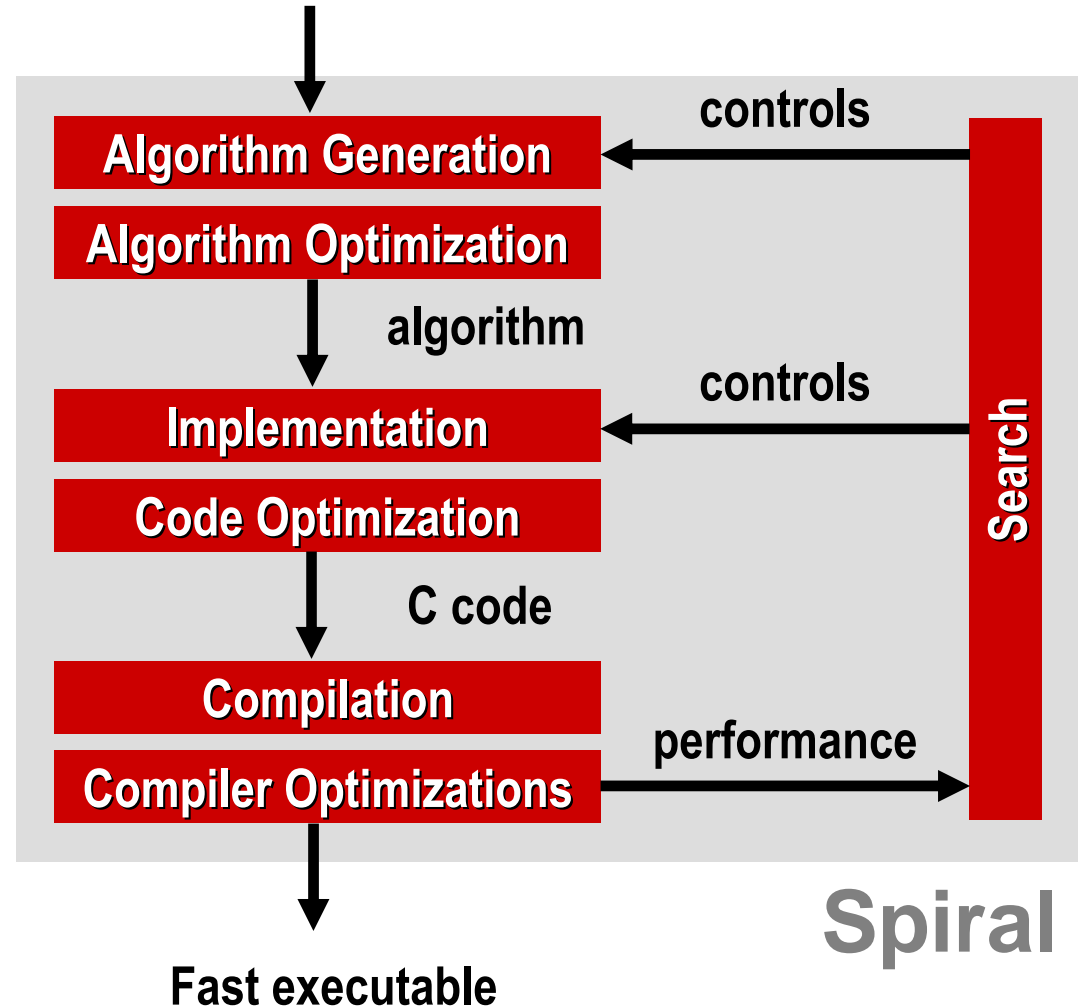 controls
Algorithm Generation
Algorithm Optimization
algorithm
controls
Implementation
Search
Code Optimization
C code
Compilation
performance
Compiler Optimizations
Spiral
Fast executable